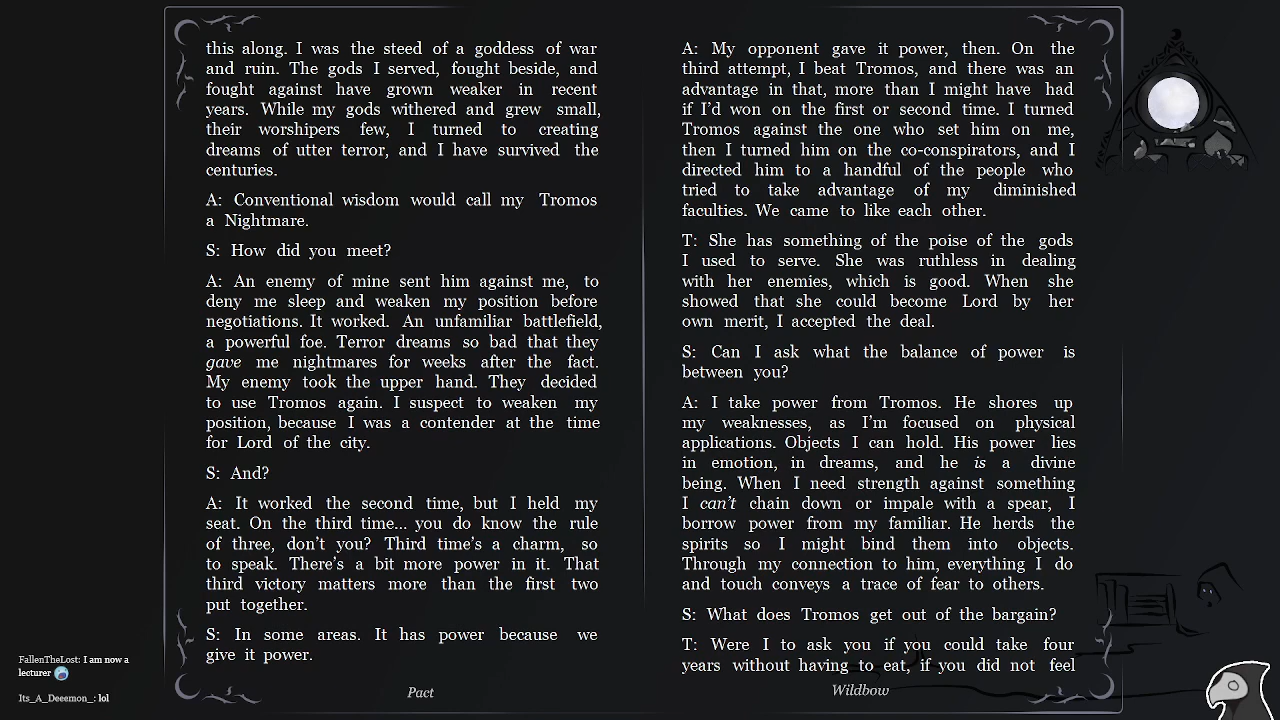 this along. I was the steed of a goddess of war
and ruin. The gods I served, fought beside, and
fought against have grown weaker in recent
years. While my gods withered and grew small,
their worshipers few, I turned to creating
dreams of utter terror, and I have survived the
centuries.
A: Conventional wisdom would call my Tromos
a Nightmare.
S: How did you meet?
A: An enemy of mine sent him against me, to
deny me sleep and weaken my position before
negotiations. It worked. An unfamiliar battlefield,
a powerful foe. Terror dreams so bad that they
gave me nightmares for weeks after the fact.
My enemy took the upper hand. They decided
to use Tromos again. I suspect to weaken my
position, because I was a contender at the time
for Lord of the city.
S: And?
A: It worked the second time, but I held my
seat. On the third time... you do know the rule
of three, don't you? Third time's a charm, so
to speak. There's a bit more power in it. That
third victory matters more than the first two
put together.
S: In some areas. It has power because we
give it power.
Pact
A: My opponent gave it power, then. On the
third attempt, I beat Tromos, and there was an
advantage in that, more than I might have had
if I'd won on the first or second time. I turned
Tromos against the one who set him on me,
then I turned him on the co-conspirators, and I
directed him to a handful of the people who
tried to take advantage of my diminished
faculties. We came to like each other.
T: She has something of the poise of the gods
I used to serve. She was ruthless in dealing
with her enemies, which is good. When she
showed that she could become Lord by her
own merit, I accepted the deal.
S: Can I ask what the balance of power is
between you?
A: I take power from Tromos. He shores up
my weaknesses, as I'm focused on physical
applications. Objects I can hold. His power lies
in emotion, in dreams, and he is a divine
being. When I need strength against something
I can't chain down or impale with a spear, I
borrow power from my familiar. He herds the
spirits so I might bind them into objects.
Through my connection to him, everything I do
and touch conveys a trace of fear to others.
S: What does Tromos get out of the bargain?
T: Were I to ask you if you could take four
years without having to eat, if you did not feel
Wildbow
FallenTheLost: I am now a
lecturer
Its_A_Deeemon_: lol